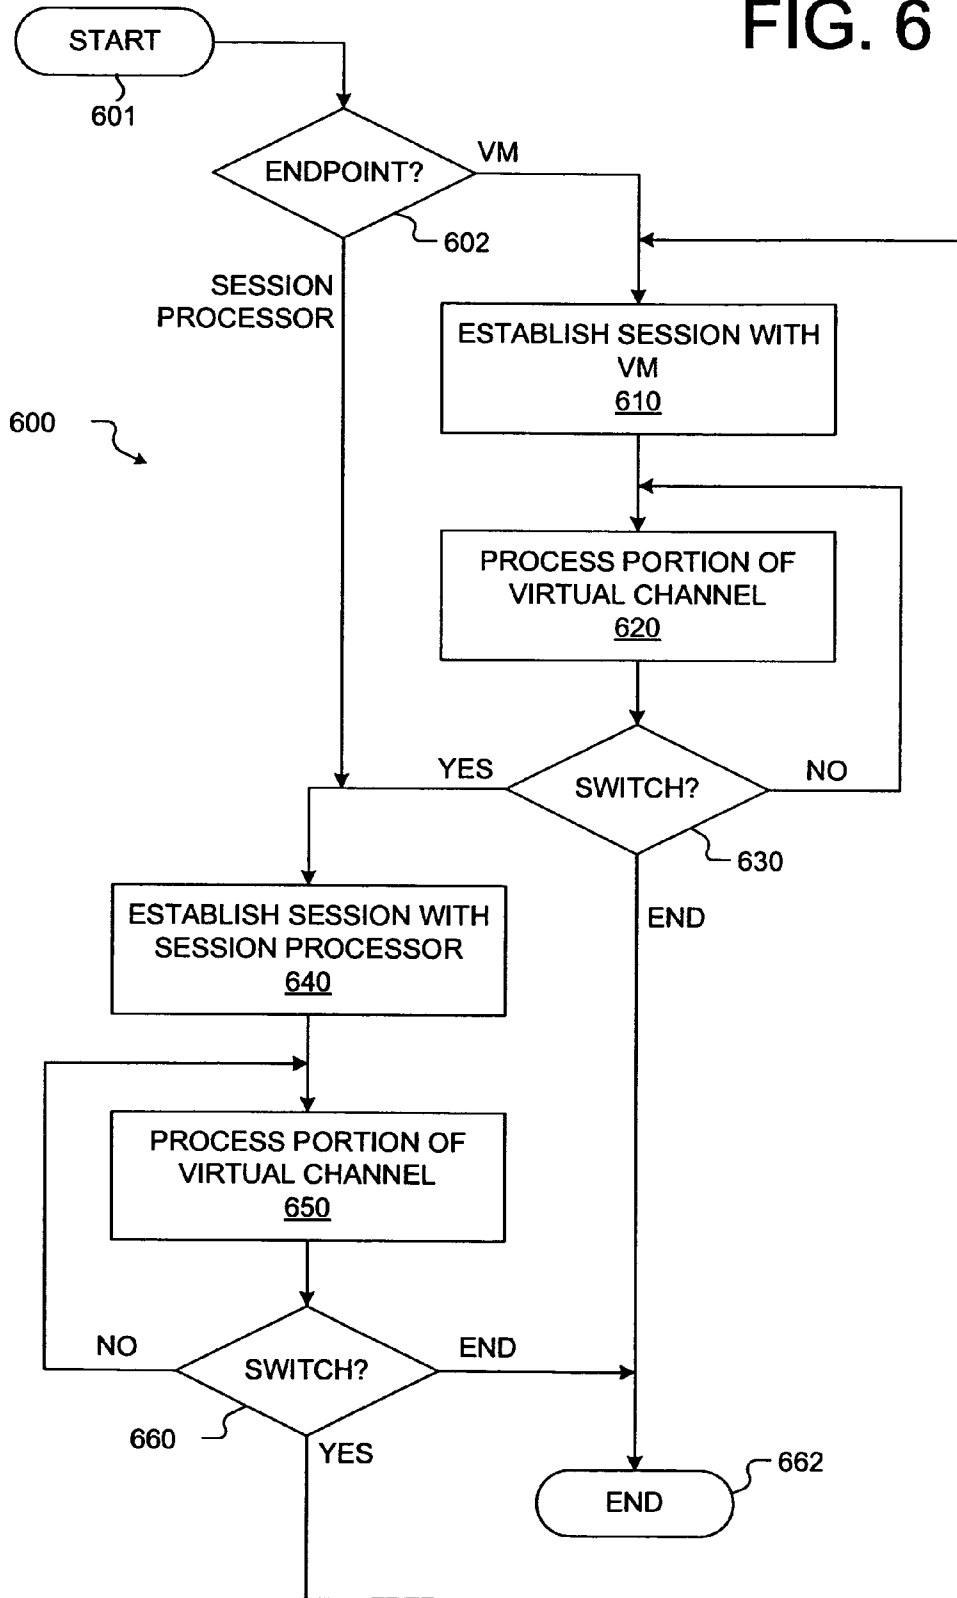 FIG. 6
START
601
ENDPOINT?
VM
602
SESSION
PROCESSOR
ESTABLISH SESSION WITH
VM
610
600
PROCESS PORTION OF
VIRTUAL CHANNEL
620
YES
SWITCH?
NO
630
ESTABLISH SESSION WITH
SESSION PROCESSOR
640
END
PROCESS PORTION OF
VIRTUAL CHANNEL
650
NO
SWITCH?
END
660
YES
662
END